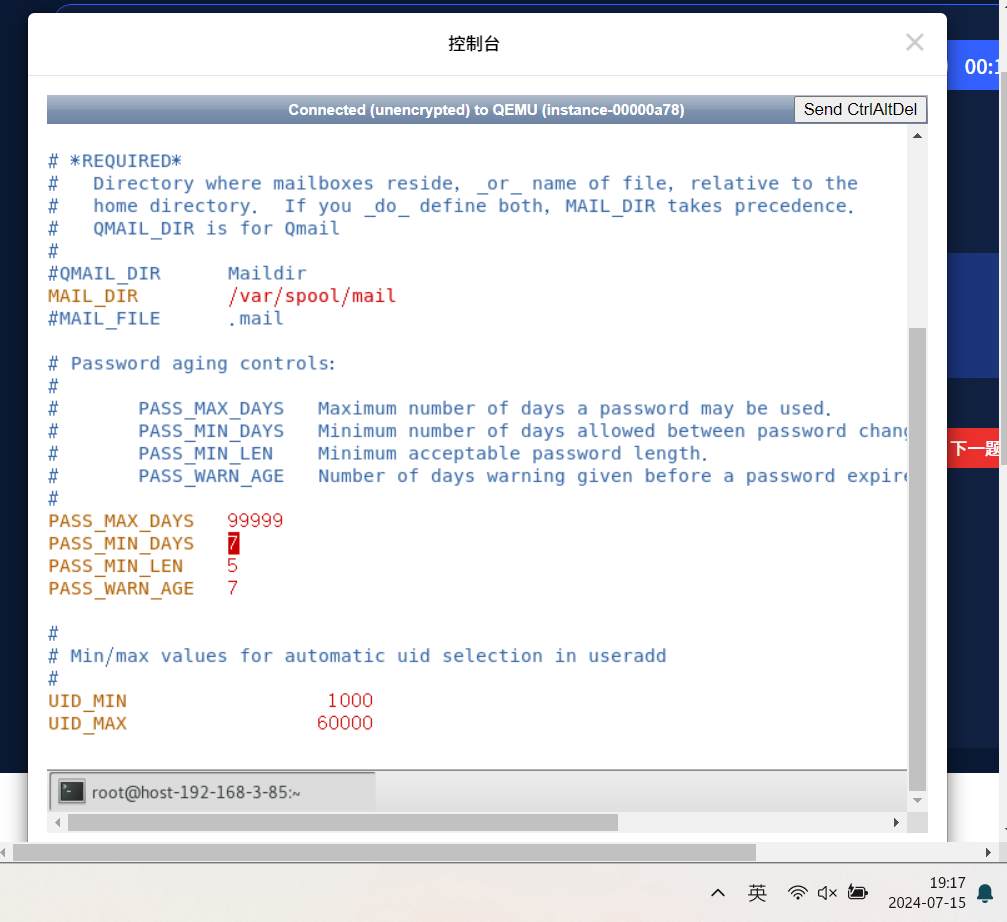 控制台
00:1
Connected (unencrypted) to QEMU (instance-00000a78)
Send CtrlAltDel
# *REQUIRED*
#   Directory where mailboxes reside, _or_ name of file, relative to the
#   home directory.  If you _do_ define both, MAIL_DIR takes precedence.
#   QMAIL_DIR is for Qmail
#
#QMAIL_DIR      Maildir
MAIL_DIR        /var/spool/mail
#MAIL_FILE      .mail
# Password aging controls:
#
#       PASS_MAX_DAYS   Maximum number of days a password may be used.
#       PASS_MIN_DAYS   Minimum number of days allowed between password chang
#       PASS_MIN_LEN    Minimum acceptable password length.
#       PASS_WARN_AGE   Number of days warning given before a password expire
#
下一题
PASS_MAX_DAYS   99999
PASS_MIN_DAYS   7
PASS_MIN_LEN    5
PASS_WARN_AGE   7
#
# Min/max values for automatic uid selection in useradd
#
UID_MIN                  1000
UID_MAX                 60000
root@host-192-168-3-85:~
英
19:17
2024-07-15